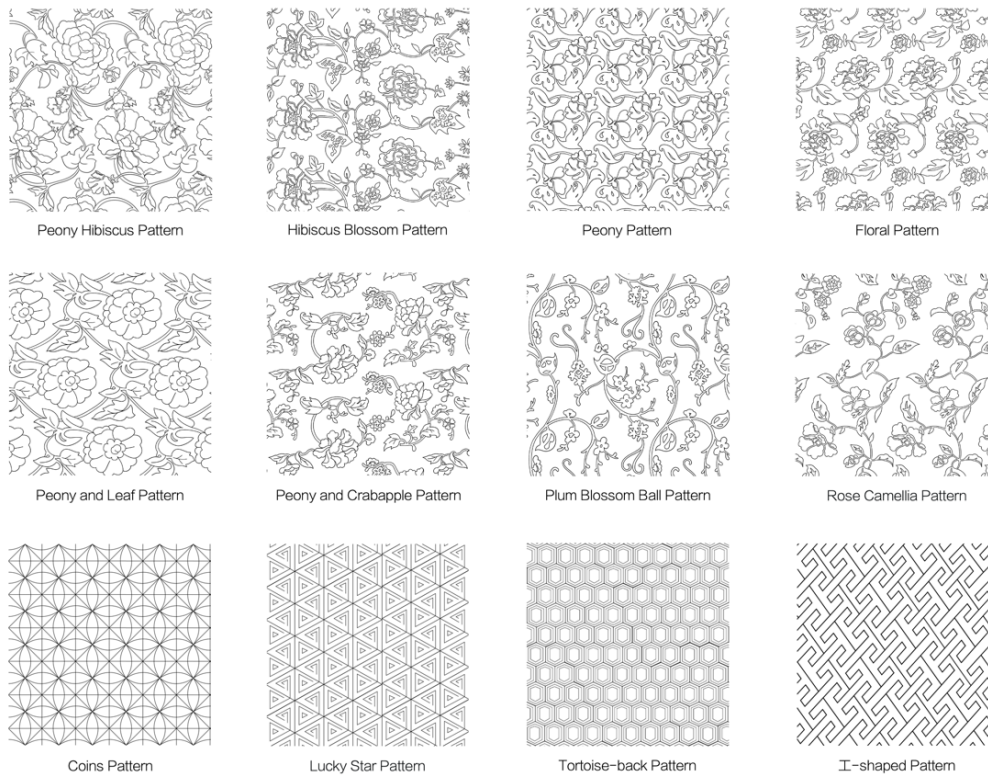 Peony Hibiscus Pattern
Hibiscus Blossom Pattern
Peony Pattern
Floral Pattern
Peony and Leaf Pattern
Peony and Crabapple Pattern
Plum Blossom Ball Pattern
Rose Camellia Pattern
Coins Pattern
Lucky Star Pattern
Tortoise-back Pattern
工-shaped Pattern